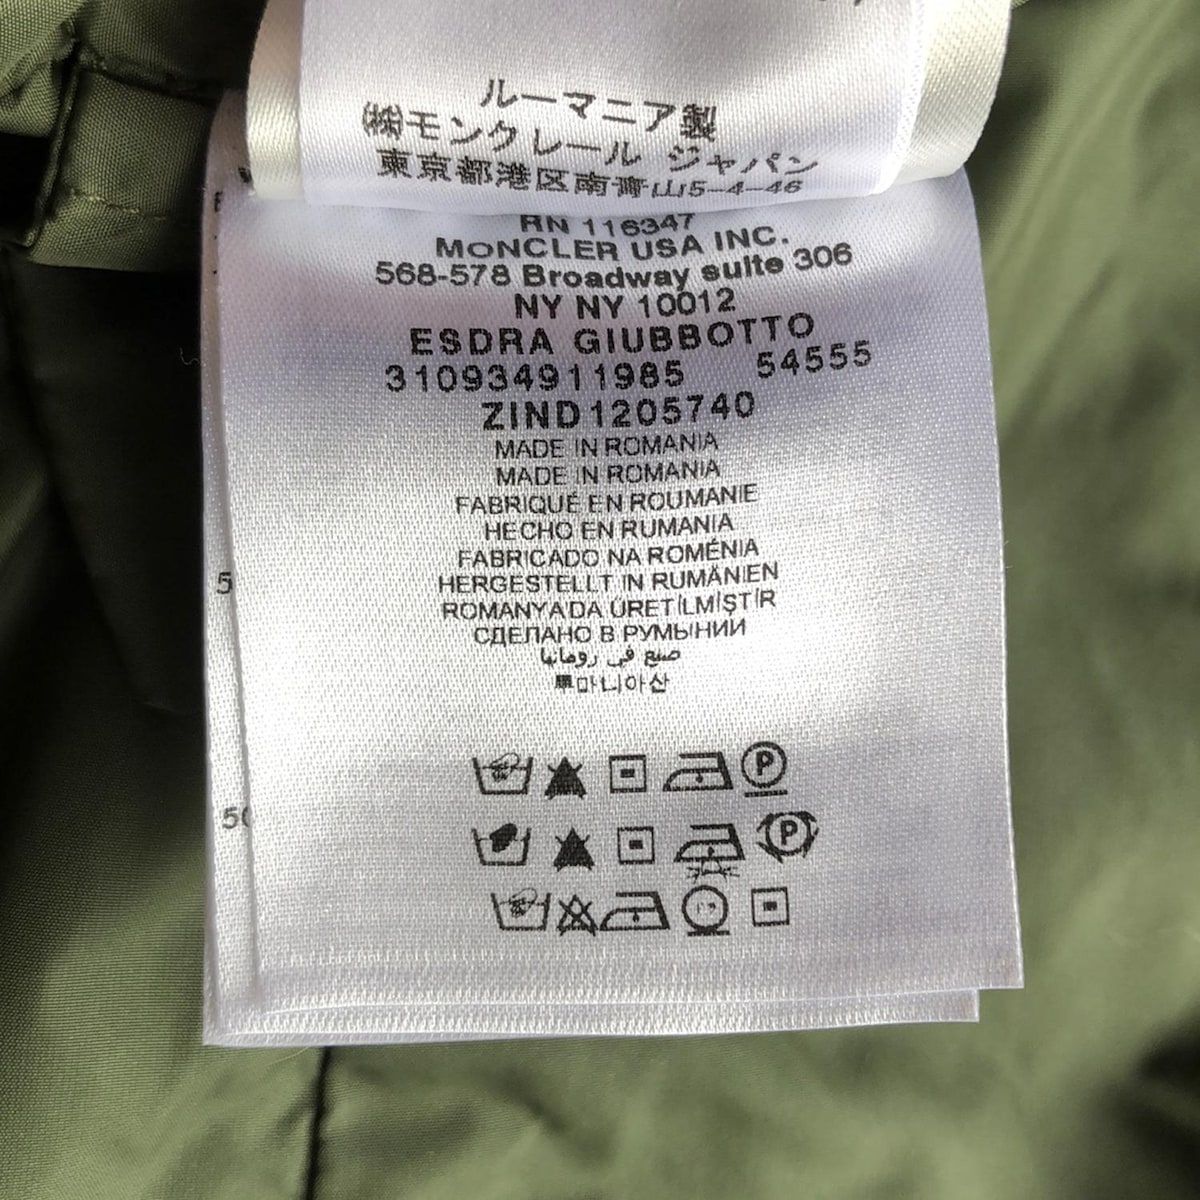 ルーマニア製
㈱モンクレール ジャパン
東京都港区南青山5-4-46
RN 116347
MONCLER USA INC.
568-578 Broadway suite 306
NY NY 10012
ESDRA GIUBBOTTO
310934911985 54555
ZIND1205740
MADE IN ROMANIA
MADE IN ROMANIA
FABRIQUÉ EN ROUMANIE
HECHO EN RUMANIA
FABRICADO NA ROMÉNIA
HERGESTELLT IN RUMÄNIEN
ROMANYADA ÜRETİLMİŞTİR
СДЕЛАНО В РУМЫНИИ
صنع في رومانيا
루마니아산
P
P
5
50